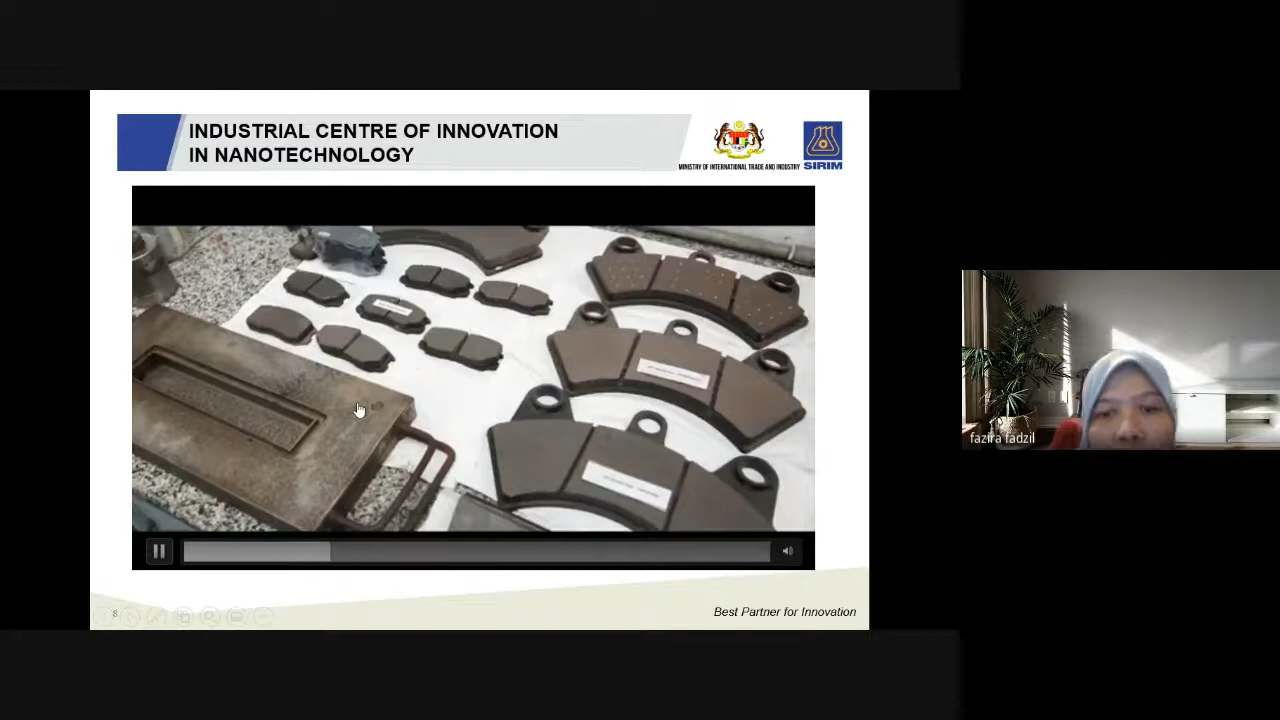 INDUSTRIAL CENTRE OF INNOVATION
IN NANOTECHNOLOGY
MINISTRY OF INTERNATIONAL TRADE AND INDUSTRY
SIRIM
fazira fadzil
8
Best Partner for Innovation